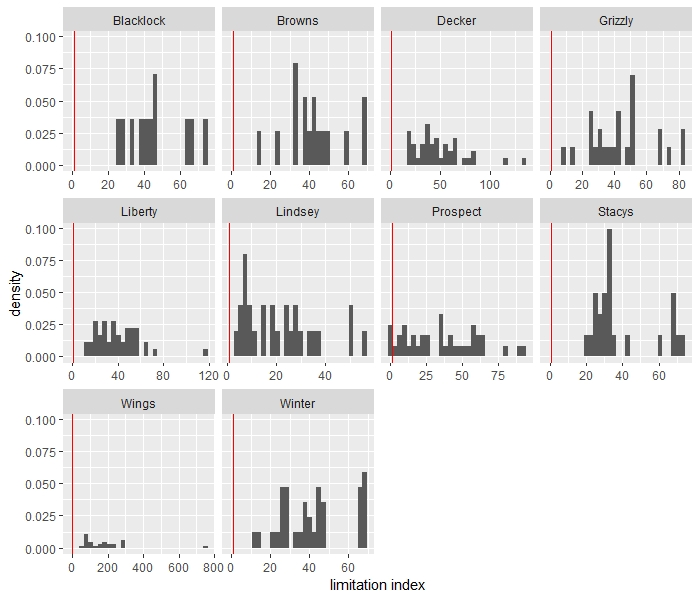 Blacklock Browns Decker Grizzly
0.100
0.075
0.050
0.025
0.000
0 20 40 60 0 20 40 60 0 50 100 0 20 40 60 80
Liberty Lindsey Prospect Stacys
0.100
0.075
0.050
0.025
0.000
0 40 80 120 0 20 40 0 25 50 75 0 20 40 60
density
Wings Winter
0.100
0.075
0.050
0.025
0.000
0 200 400 600 800 0 20 40 60
limitation index